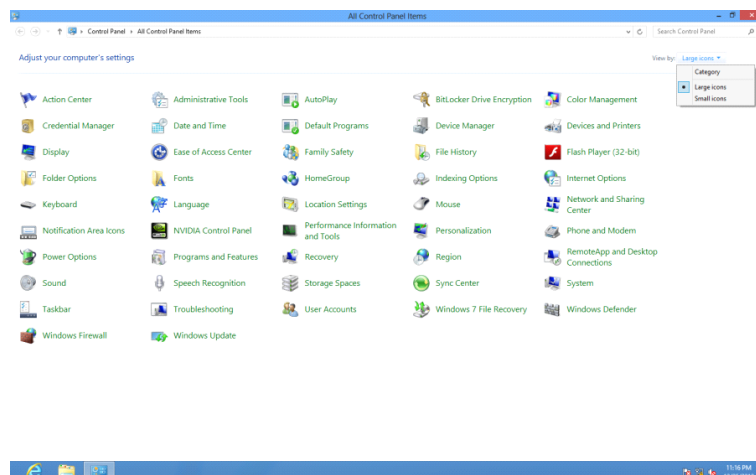 All Control Panel Items
Control Panel All Control Panel Items
Search Control Panel
Adjust your computer's settings
View by: Large icons
Category
Large icons
Small icons
Action Center
Administrative Tools
AutoPlay
BitLocker Drive Encryption
Color Management
Credential Manager
Date and Time
Default Programs
Device Manager
Devices and Printers
Display
Ease of Access Center
Family Safety
File History
Flash Player (32-bit)
Folder Options
Fonts
HomeGroup
Indexing Options
Internet Options
Keyboard
Language
Location Settings
Mouse
Network and Sharing
Center
Notification Area Icons
NVIDIA Control Panel
Performance Information
and Tools
Personalization
Phone and Modem
Power Options
Programs and Features
Recovery
Region
RemoteApp and Desktop
Connections
Sound
Speech Recognition
Storage Spaces
Sync Center
System
Taskbar
Troubleshooting
User Accounts
Windows 7 File Recovery
Windows Defender
Windows Firewall
Windows Update
11:16 PM